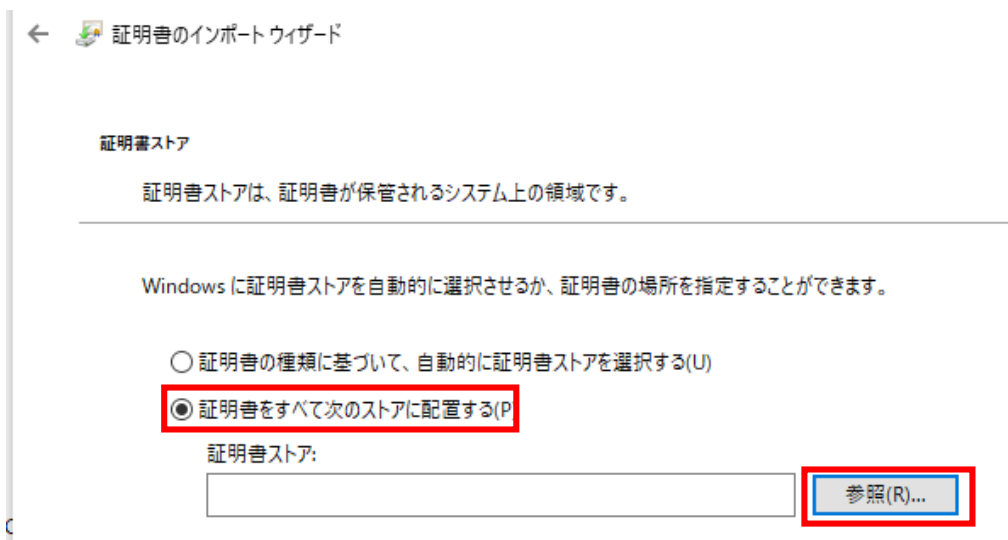 証明書のインポート ウィザード
証明書ストア
証明書ストアは、証明書が保管されるシステム上の領域です。
Windows に証明書ストアを自動的に選択させるか、証明書の場所を指定することができます。
証明書の種類に基づいて、自動的に証明書ストアを選択する(U)
証明書をすべて次のストアに配置する(P
証明書ストア:
参照(R)...